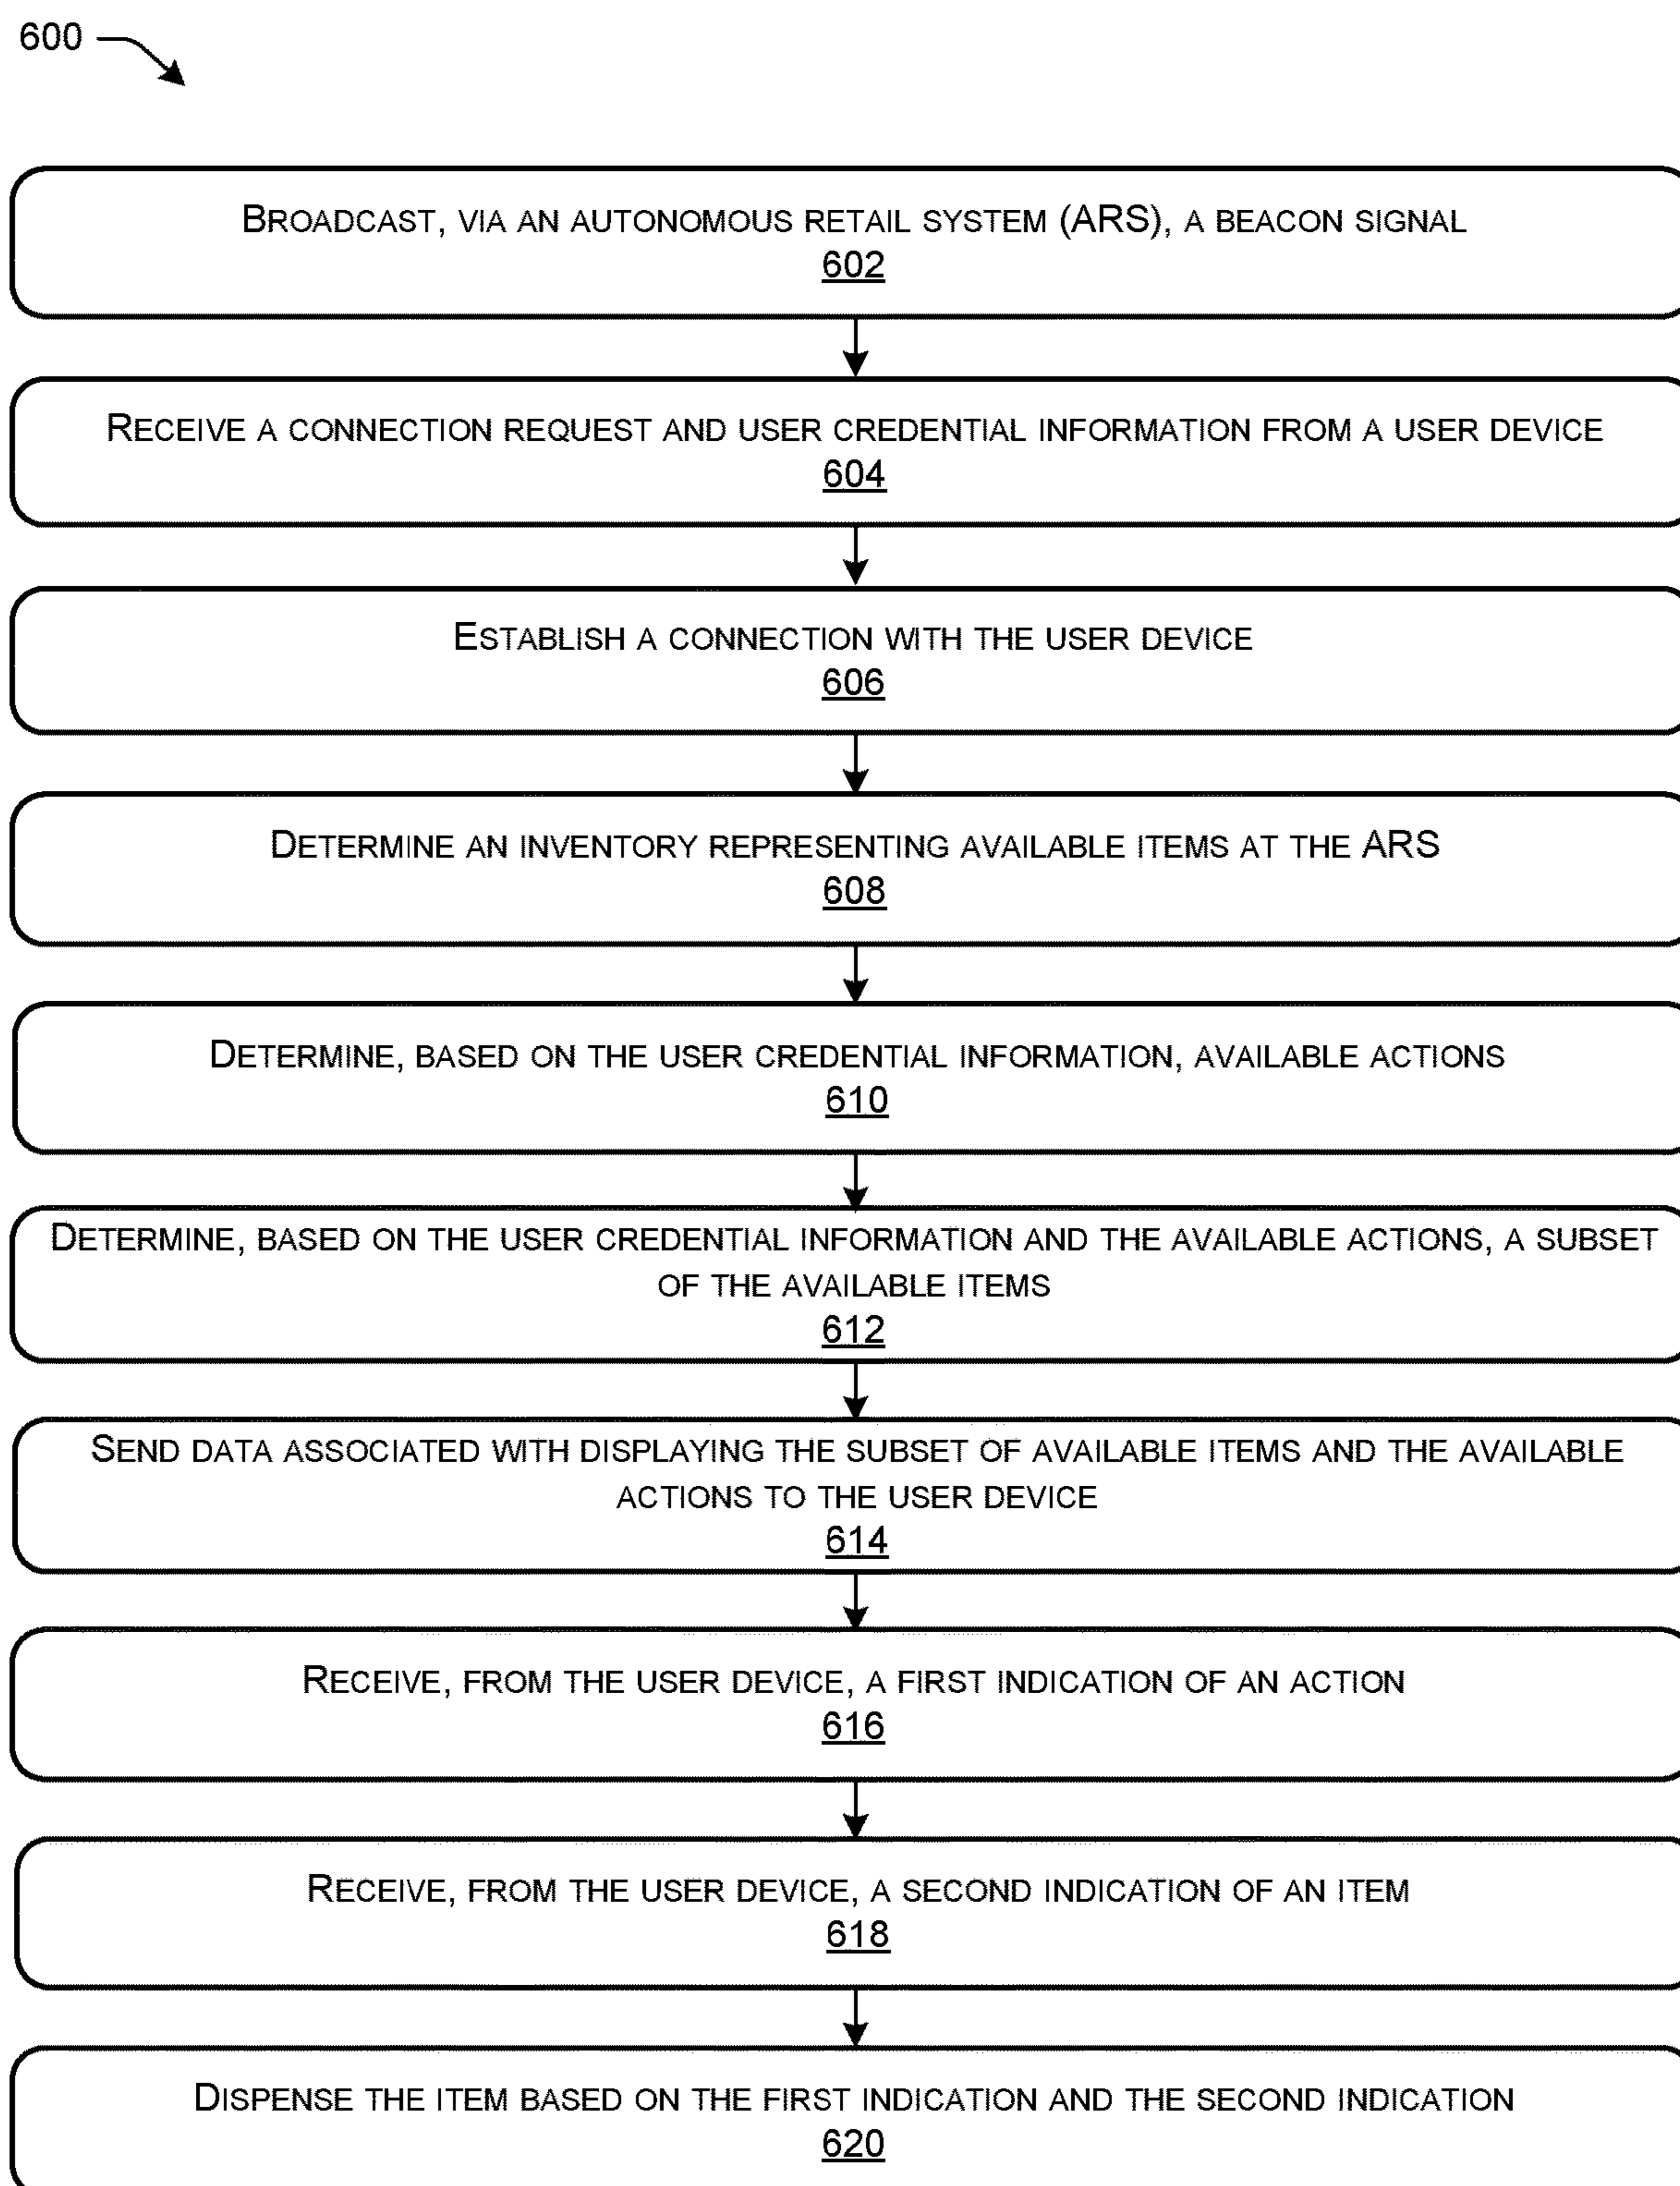 600
BROADCAST, VIA AN AUTONOMOUS RETAIL SYSTEM (ARS), A BEACON SIGNAL
602
RECEIVE A CONNECTION REQUEST AND USER CREDENTIAL INFORMATION FROM A USER DEVICE
604
ESTABLISH A CONNECTION WITH THE USER DEVICE
606
DETERMINE AN INVENTORY REPRESENTING AVAILABLE ITEMS AT THE ARS
608
DETERMINE, BASED ON THE USER CREDENTIAL INFORMATION, AVAILABLE ACTIONS
610
DETERMINE, BASED ON THE USER CREDENTIAL INFORMATION AND THE AVAILABLE ACTIONS, A SUBSET
OF THE AVAILABLE ITEMS
612
SEND DATA ASSOCIATED WITH DISPLAYING THE SUBSET OF AVAILABLE ITEMS AND THE AVAILABLE
ACTIONS TO THE USER DEVICE
614
RECEIVE, FROM THE USER DEVICE, A FIRST INDICATION OF AN ACTION
616
RECEIVE, FROM THE USER DEVICE, A SECOND INDICATION OF AN ITEM
618
DISPENSE THE ITEM BASED ON THE FIRST INDICATION AND THE SECOND INDICATION
620